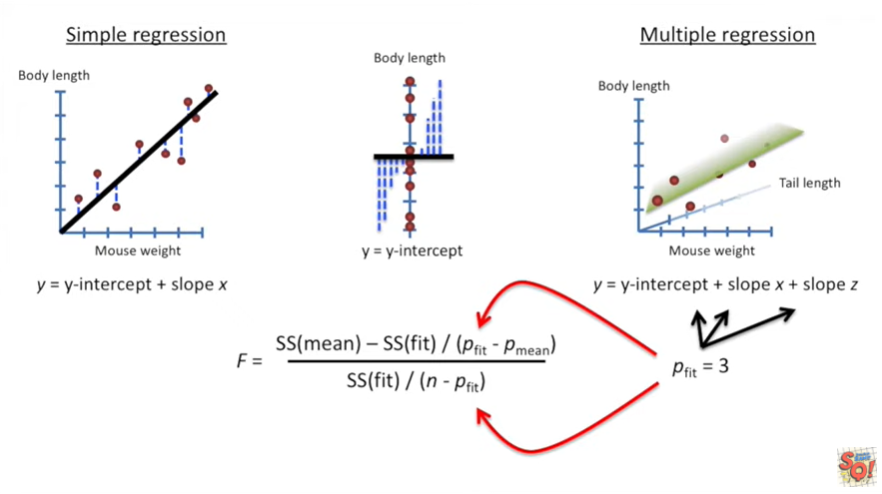 Simple regression
Body length
Mouse weight
y = y-intercept + slope x
Body length
y = y-intercept
Multiple regression
Body length
Tail length
Mouse weight
y = y-intercept + slope x + slope z
F =
SS(mean) – SS(fit) / (pfit - pmean)
SS(fit) / (n - pfit)
pfit = 3
SQ!